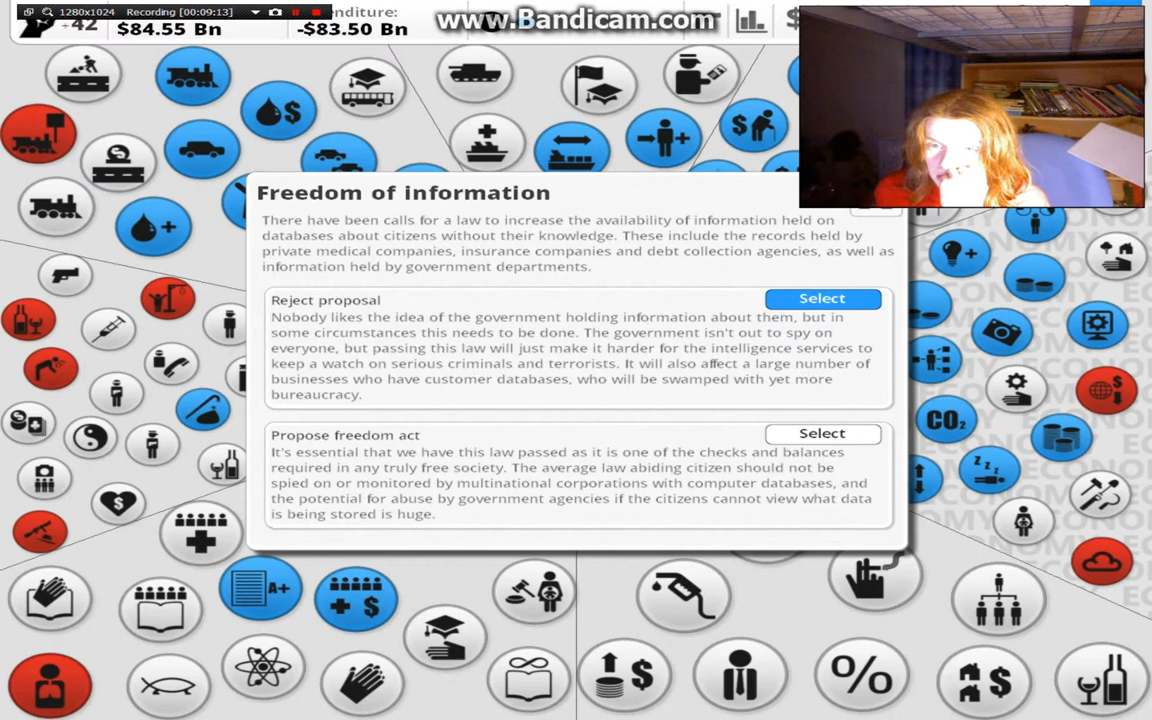 1280x1024 Recording [00:09:13]
enditure:
www.Bandicam.com
+42 $84.55 Bn -$83.50 Bn
Freedom of information
There have been calls for a law to increase the availability of information held on
databases about citizens without their knowledge. These include the records held by
private medical companies, insurance companies and debt collection agencies, as well as
information held by government departments.
Reject proposal
Select
Nobody likes the idea of the government holding information about them, but in
some circumstances this needs to be done. The government isn't out to spy on
everyone, but passing this law will just make it harder for the intelligence services to
keep a watch on serious criminals and terrorists. It will also affect a large number of
businesses who have customer databases, who will be swamped with yet more
bureaucracy.
Propose freedom act
Select
It's essential that we have this law passed as it is one of the checks and balances
required in any truly free society. The average law abiding citizen should not be
spied on or monitored by multinational corporations with computer databases, and
the potential for abuse by government agencies if the citizens cannot view what data
is being stored is huge.
CO2
A+